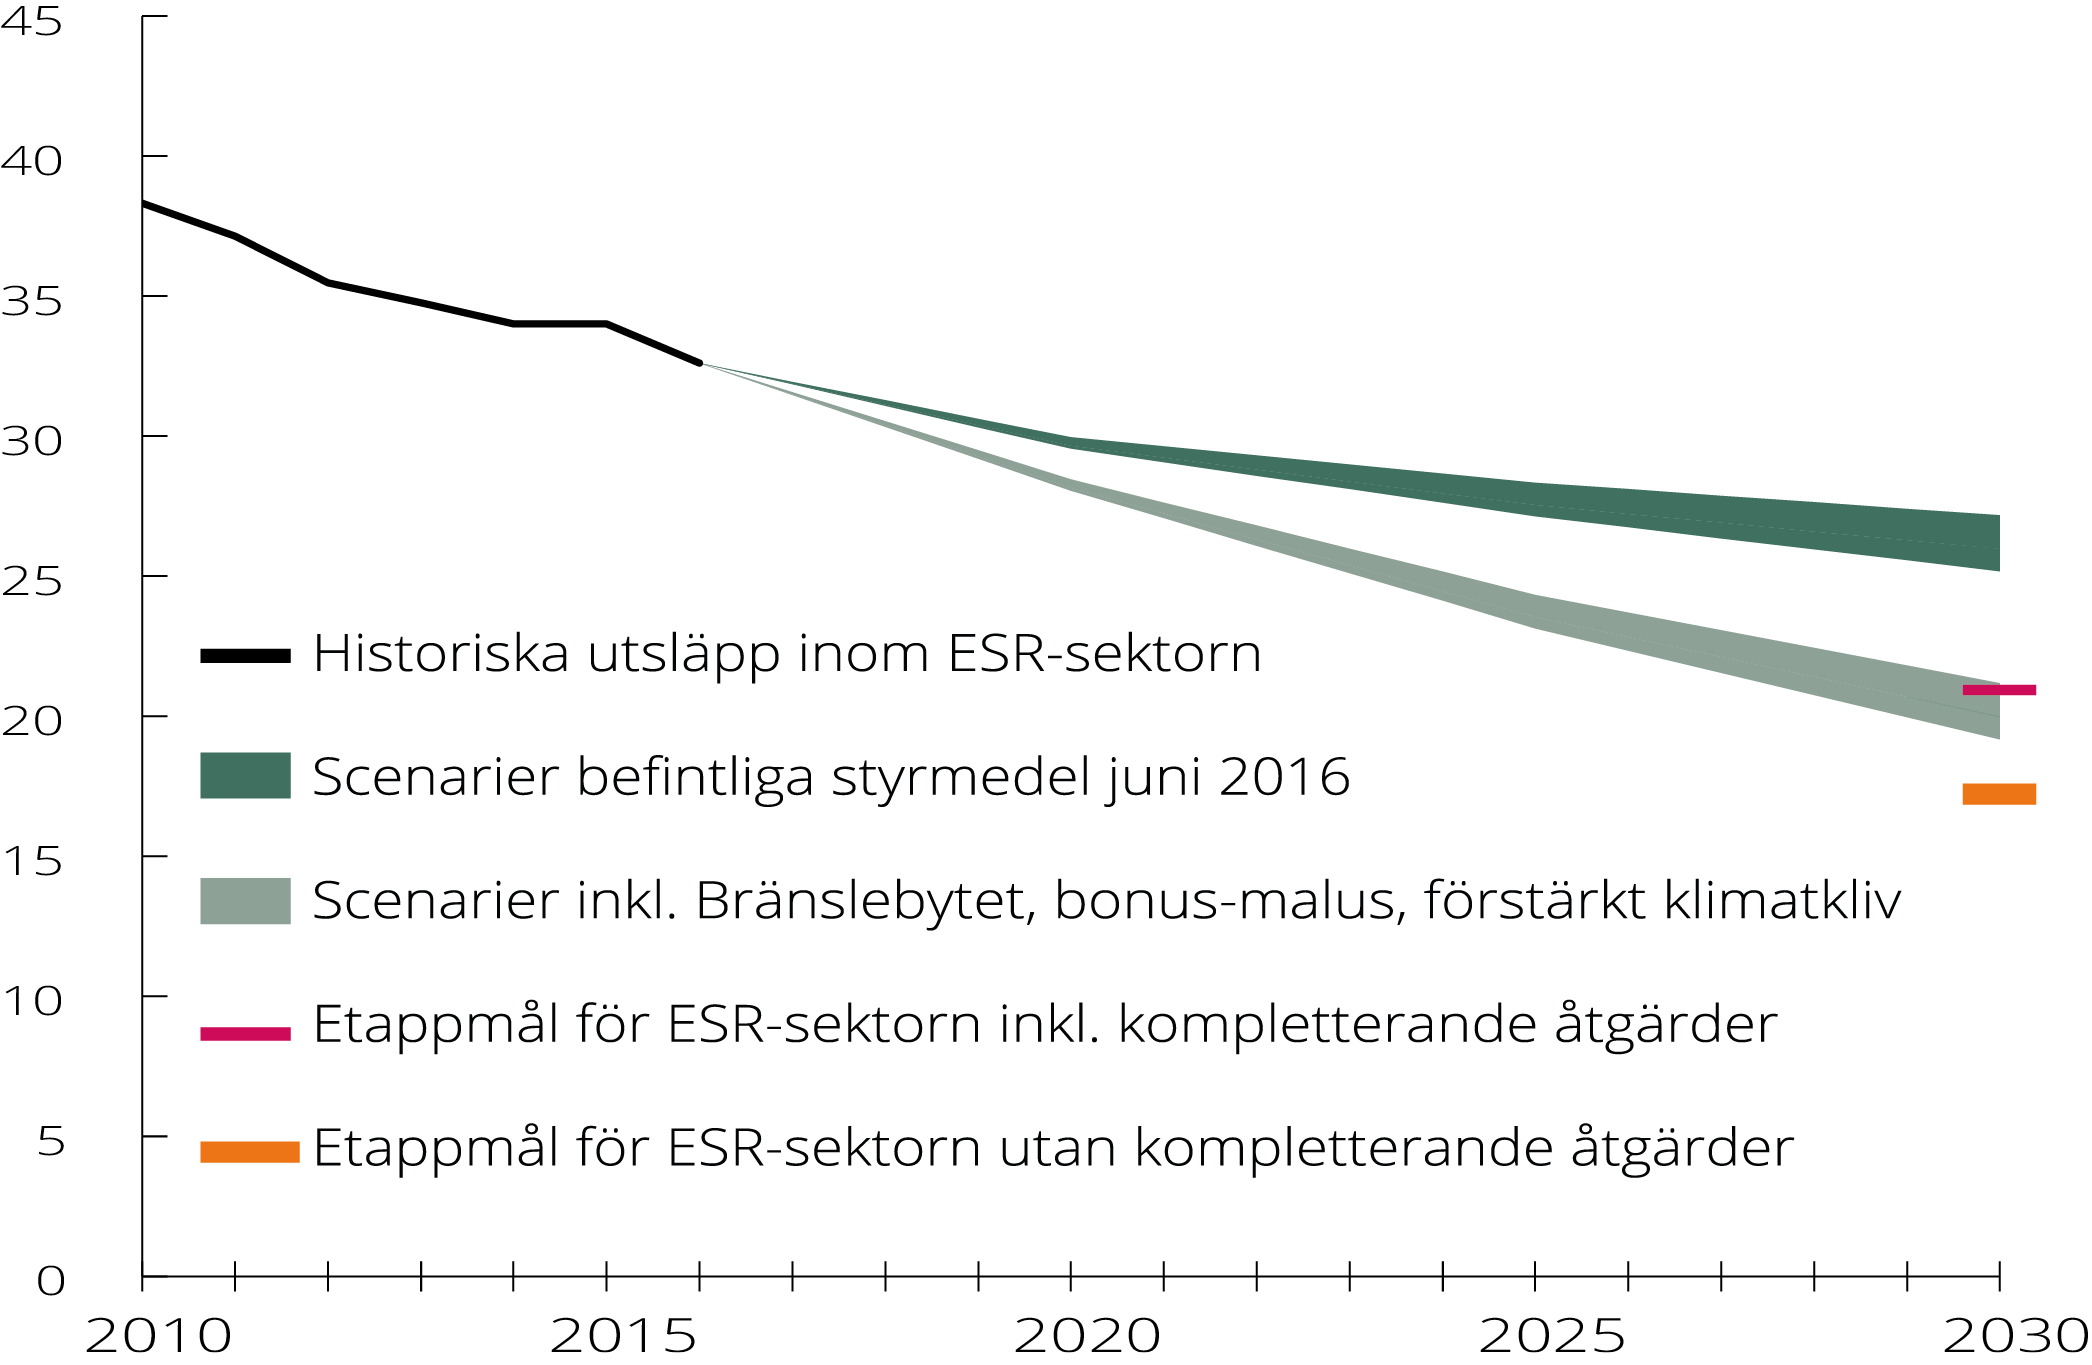 45
40
35
30
25
Historiska utsläpp inom ESR-sektorn
20
Scenarier befintliga styrmedel juni 2016
15
Scenarier inkl. Bränslebytet, bonus-malus, förstärkt klimatkliv
10
Etappmål för ESR-sektorn inkl. kompletterande åtgärder
5
Etappmål för ESR-sektorn utan kompletterande åtgärder
0
2010 2015 2020 2025 2030